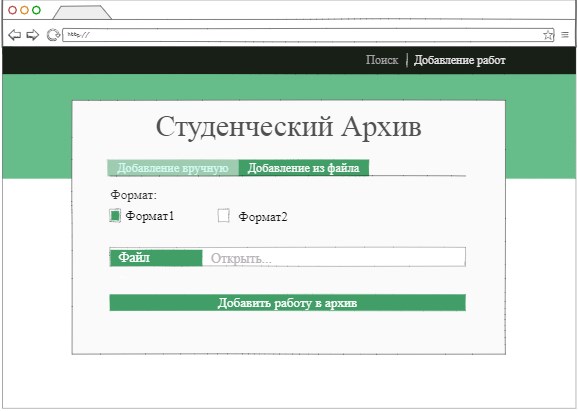 http://
Поиск | Добавление работ
Студенческий Архив
Добавление вручную Добавление из файла
Формат:
Формат1 Формат2
Файл Открыть...
Добавить работу в архив